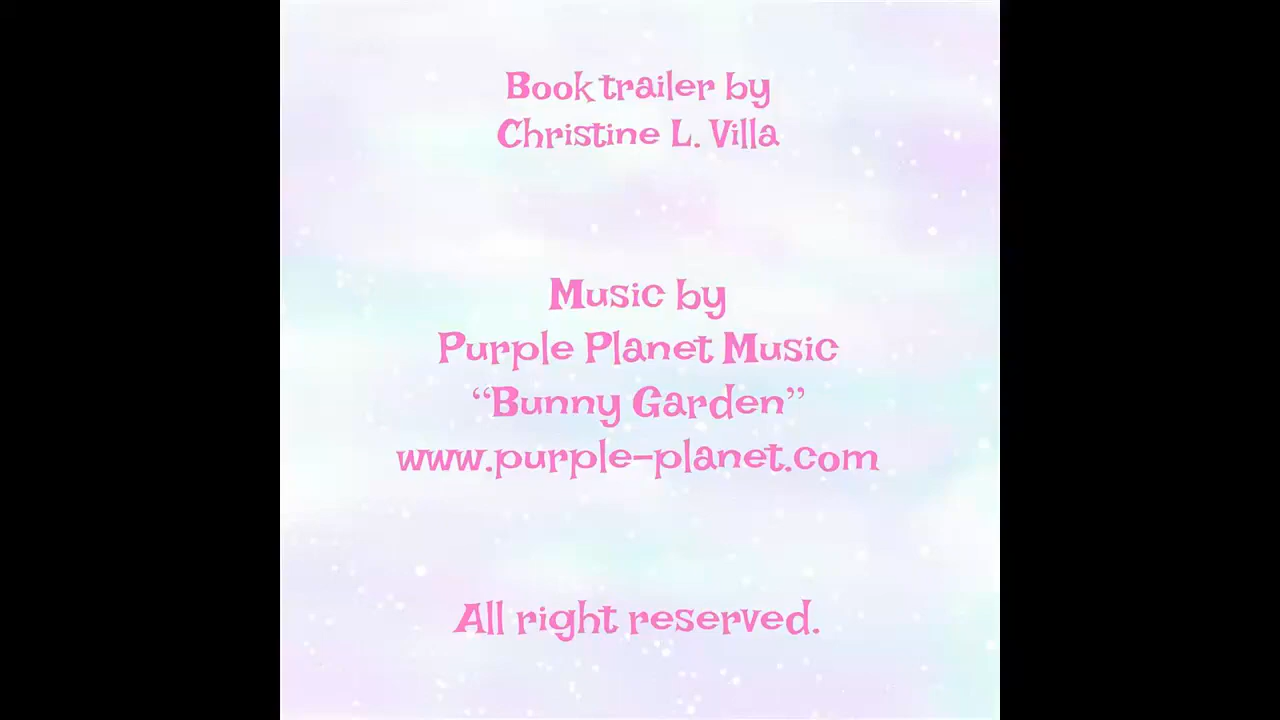 Book trailer by
Christine L. Villa
Music by
Purple Planet Music
“Bunny Garden”
www.purple-planet.com
All right reserved.